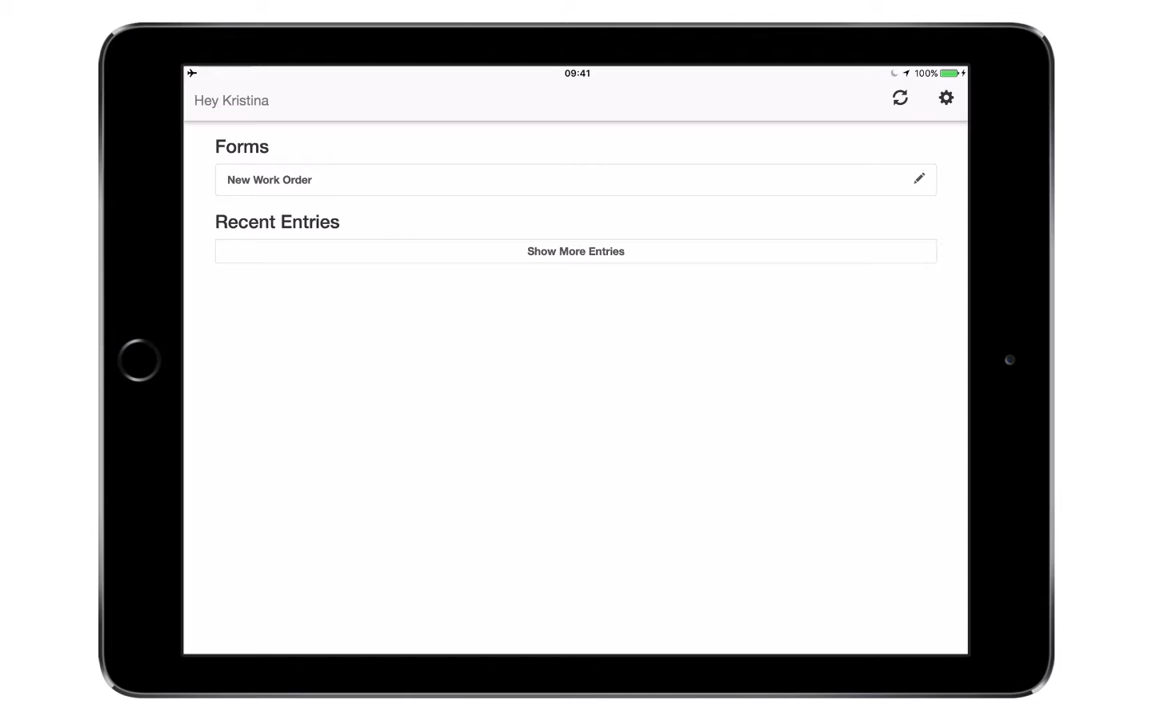 09:41
100%
Hey Kristina
Forms
New Work Order
Recent Entries
Show More Entries